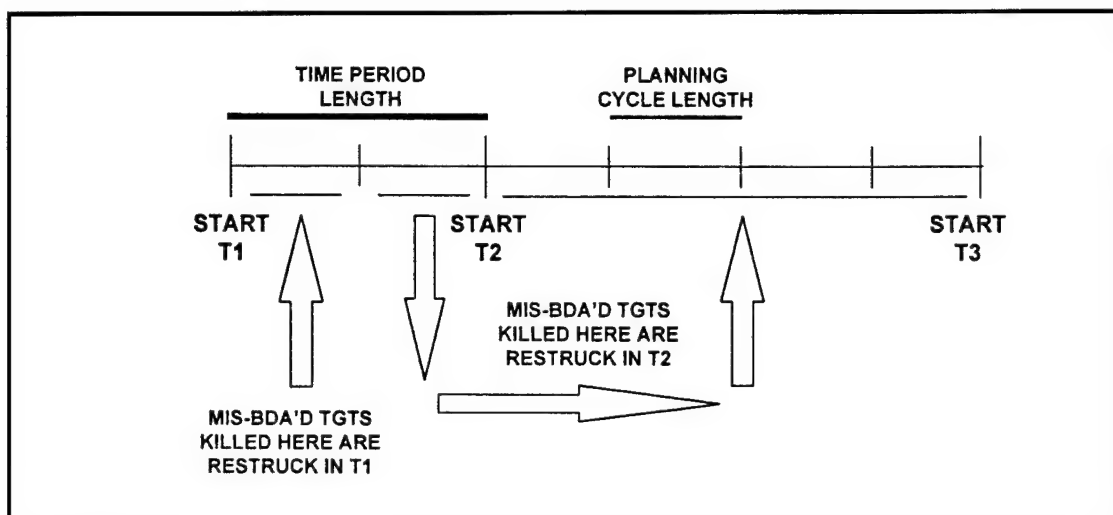 TIME PERIOD
LENGTH
PLANNING
CYCLE LENGTH
START
T1
START
T2
START
T3
MIS-BDA'D TGTS
KILLED HERE ARE
RESTRUCK IN T2
MIS-BDA'D TGTS
KILLED HERE ARE
RESTRUCK IN T1